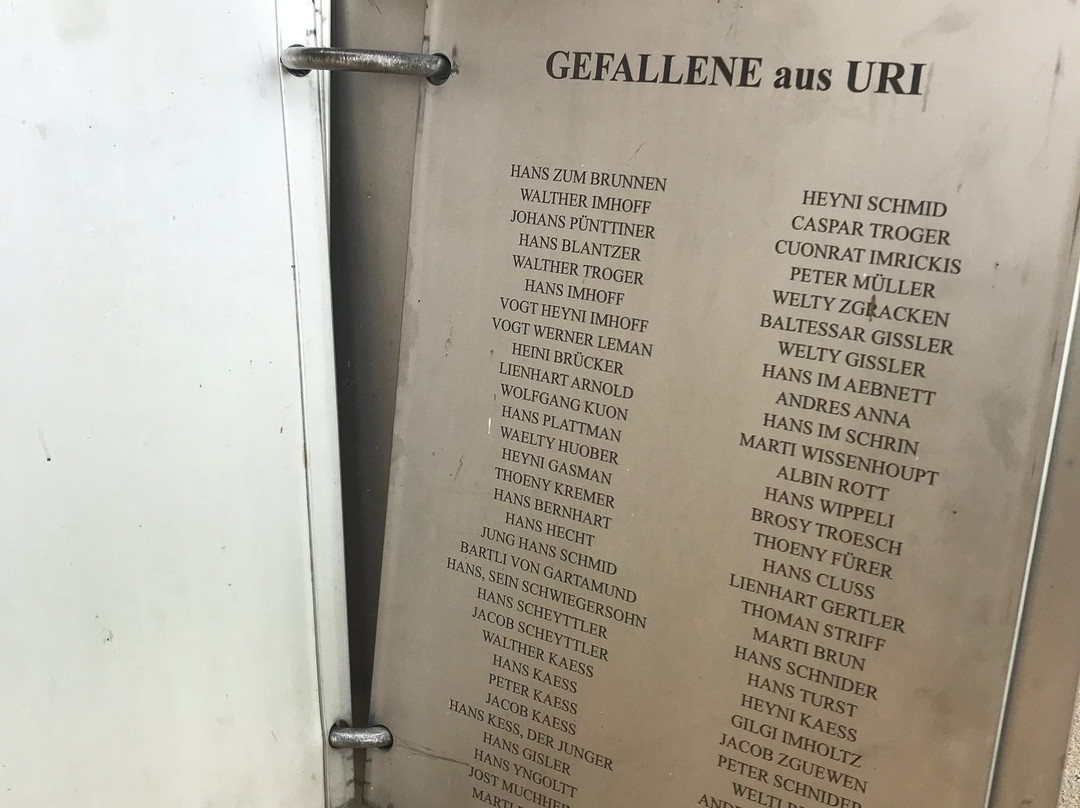 GEFALLENE aus URI
HANS ZUM BRUNNEN
WALTHER IMHOFF
JOHANS PÜNTTINER
HANS BLANTZER
WALTHER TROGER
HANS IMHOFF
VOGT HEYNI IMHOFF
VOGT WERNER LEMAN
HEINI BRÜCKER
LIENHART ARNOLD
WOLFGANG KUON
HANS PLATTMAN
WAELTY HUOBER
HEYNI GASMAN
THOENY KREMER
HANS BERNHART
HANS HECHT
JUNG HANS SCHMID
BARTLI VON GARTAMUND
HANS, SEIN SCHWIEGERSOHN
HANS SCHEYTTLER
JACOB SCHEYTTLER
WALTHER KAESS
HANS KAESS
PETER KAESS
JACOB KAESS
HANS KESS, DER JUNGER
HANS GISLER
HANS YNGOLTT
JOST
HEYNI SCHMID
CASPAR TROGER
CUONRAT IMRICKIS
PETER MÜLLER
WELTY ZGRACKEN
BALTESSAR GISSLER
WELTY GISSLER
HANS IM AEBNETT
ANDRES ANNA
HANS IM SCHRIN
MARTI WISSENHOUPT
ALBIN ROTT
HANS WIPPELI
BROSY TROESCH
THOENY FÜRER
HANS CLUSS
LIENHART GERTLER
THOMAN STRIFF
MARTI BRUN
HANS SCHNIDER
HANS TURST
HEYNI KAESS
GILGI IMHOLTZ
JACOB ZGUEWEN
PETER SCHNIDER
WELTI